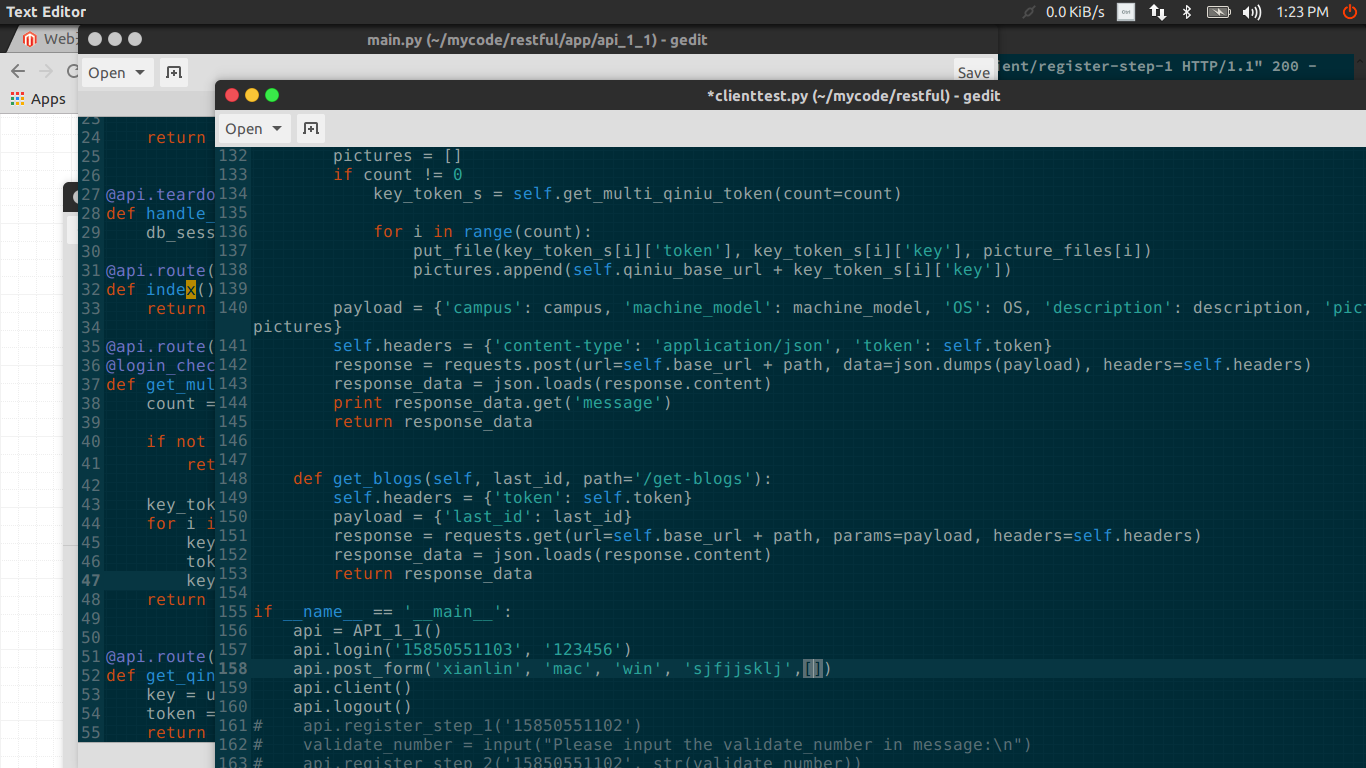 Text Editor
0.0 KiB/s
1:23 PM
Web
main.py (~/mycode/restful/app/api_1_1) - gedit
Open
Save
ient/register-step-1 HTTP/1.1" 200 -
Apps
*clienttest.py (~/mycode/restful) - gedit
Open
23
24     return
25
26
27 @api.teardo
28 def handle_
29     db_sess
30
31 @api.route(
32 def index()
33     return
34
35 @api.route(
36 @login_chec
37 def get_mul
38     count =
39
40     if not
41         ret
42
43     key_tok
44     for i i
45         key
46         tok
47         key
48     return
49
50
51 @api.route(
52 def get_qin
53     key = u
54     token =
55     return
132         pictures = []
133         if count != 0
134             key_token_s = self.get_multi_qiniu_token(count=count)
135
136             for i in range(count):
137                 put_file(key_token_s[i]['token'], key_token_s[i]['key'], picture_files[i])
138                 pictures.append(self.qiniu_base_url + key_token_s[i]['key'])
139
140         payload = {'campus': campus, 'machine_model': machine_model, 'OS': OS, 'description': description, 'pict
pictures}
141         self.headers = {'content-type': 'application/json', 'token': self.token}
142         response = requests.post(url=self.base_url + path, data=json.dumps(payload), headers=self.headers)
143         response_data = json.loads(response.content)
144         print response_data.get('message')
145         return response_data
146
147
148     def get_blogs(self, last_id, path='/get-blogs'):
149         self.headers = {'token': self.token}
150         payload = {'last_id': last_id}
151         response = requests.get(url=self.base_url + path, params=payload, headers=self.headers)
152         response_data = json.loads(response.content)
153         return response_data
154
155 if __name__ == '__main__':
156     api = API_1_1()
157     api.login('15850551103', '123456')
158     api.post_form('xianlin', 'mac', 'win', 'sjfjjsklj',[])
159     api.client()
160     api.logout()
161 #    api.register_step_1('15850551102')
162 #    validate_number = input("Please input the validate_number in message:\n")
163 #    api.register_step_2('15850551102', str(validate_number))